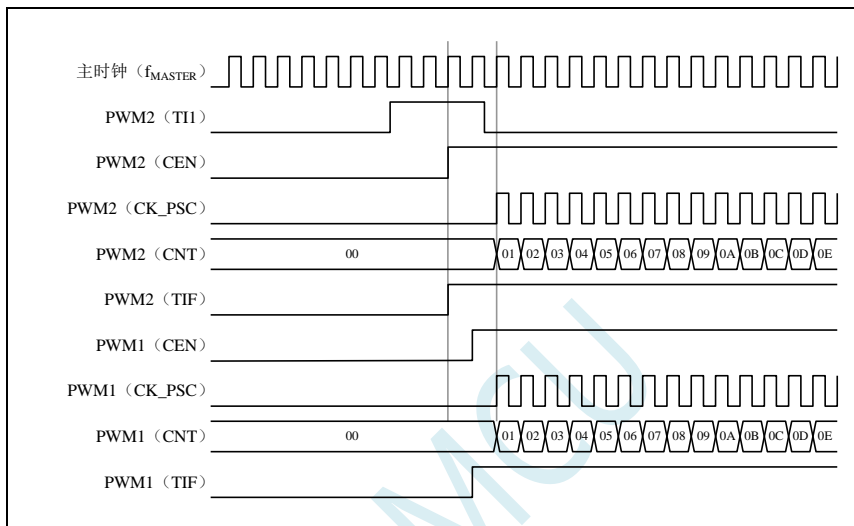 主时钟（fMASTER）
PWM2（TI1）
PWM2（CEN）
PWM2（CK_PSC）
PWM2（CNT） 00 01 02 03 04 05 06 07 08 09 0A 0B 0C 0D 0E
PWM2（TIF）
PWM1（CEN）
PWM1（CK_PSC）
PWM1（CNT） 00 01 02 03 04 05 06 07 08 09 0A 0B 0C 0D 0E
PWM1（TIF）
MCU